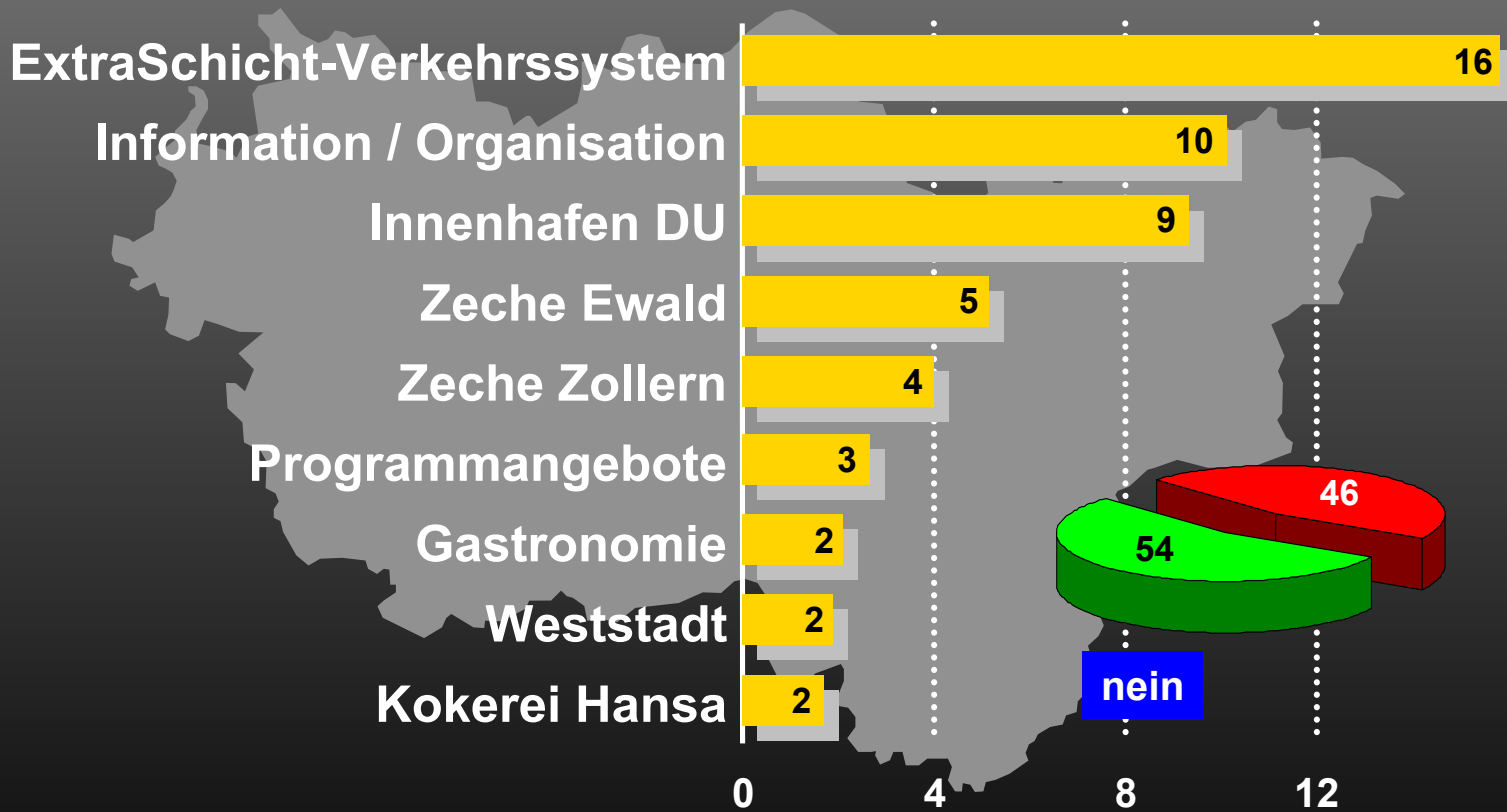 ExtraSchicht-Verkehrssystem 16
Information / Organisation 10
Innenhafen DU 9
Zeche Ewald 5
Zeche Zollern 4
Programmangebote 3
46
Gastronomie 2
54
Weststadt 2
nein
Kokerei Hansa 2
0 4 8 12